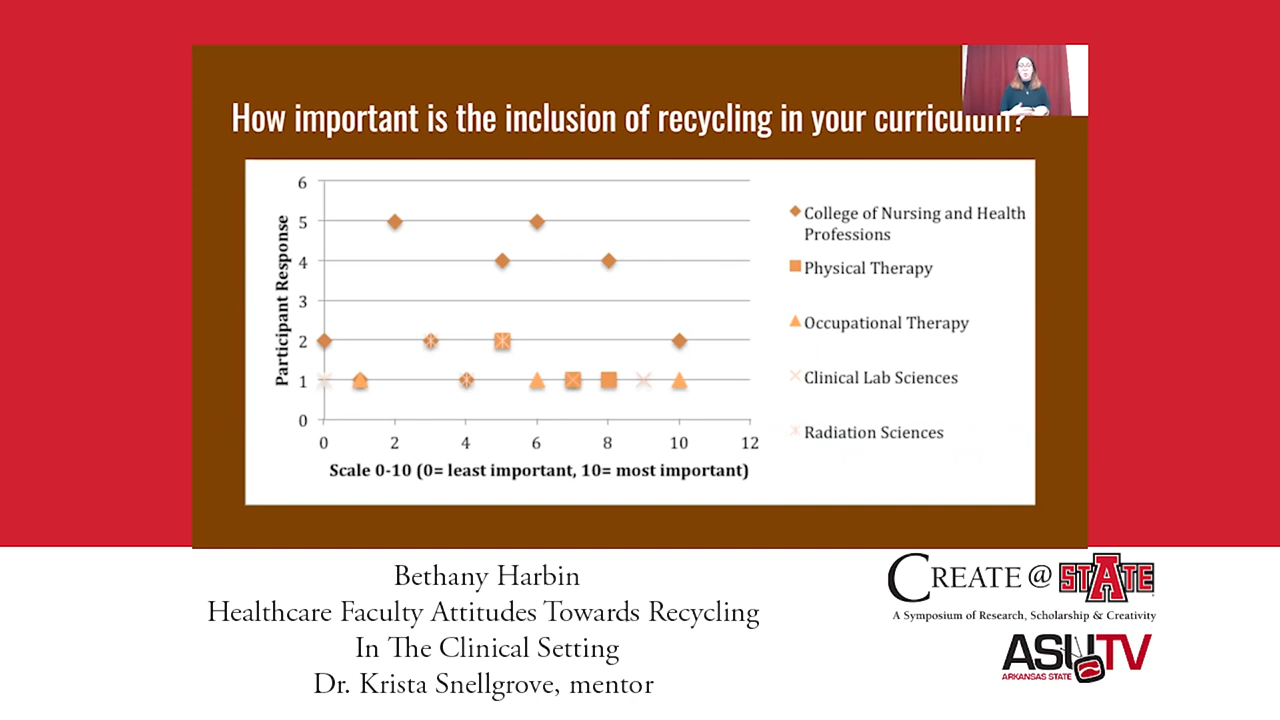 How important is the inclusion of recycling in your curriculum?
6
5
4
3
2
1
0
Participant Response
0 2 4 6 8 10 12
Scale 0-10 (0= least important, 10= most important)
College of Nursing and Health
Professions
Physical Therapy
Occupational Therapy
Clinical Lab Sciences
Radiation Sciences
Bethany Harbin
Healthcare Faculty Attitudes Towards Recycling
In The Clinical Setting
Dr. Krista Snellgrove, mentor
CREATE @ STATE
A Symposium of Research, Scholarship & Creativity
ASUTV
ARKANSAS STATE